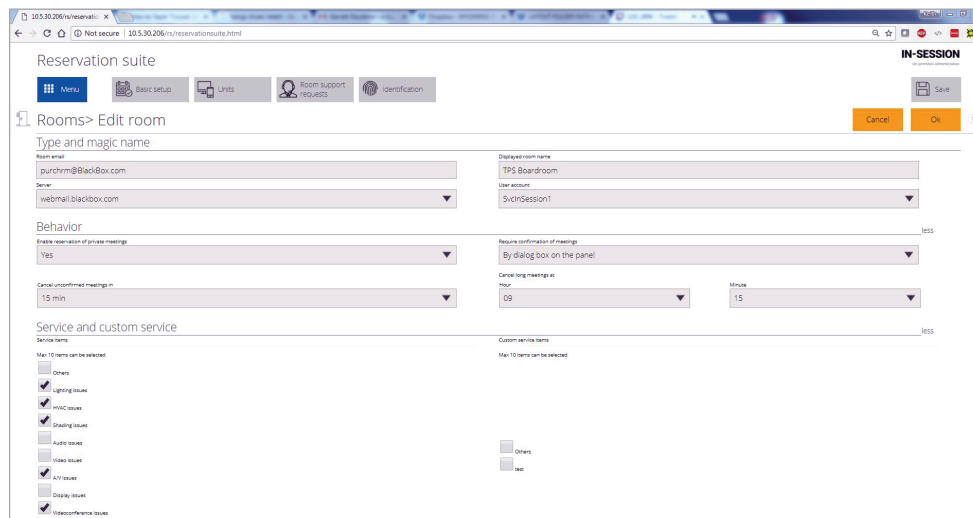 10.5.30.206/rs/reservatio
Not secure | 10.5.30.206/rs/reservationsuite.html
Reservation suite
IN-SESSION
Menu
Basic setup
Units
Room support requests
Identification
Save
Rooms> Edit room
Cancel
Ok
Type and magic name
Room email
Displayed room name
purchrm@BlackBox.com
TPS Boardroom
Server
User account
webmail.blackbox.com
SvcInSession1
Behavior
less
Enable reservation of private meetings
Require confirmation of meetings
Yes
By dialog box on the panel
Cancel long meetings at
Cancel unconfirmed meetings in
Hour
Minute
15 min
09
15
Service and custom service
less
Service items
Custom service items
Max 10 items can be selected
Max 10 items can be selected
Others
Lighting issues
HVAC issues
Shading issues
Audio issues
Video issues
Others
test
A/V issues
Display issues
Videoconference issues